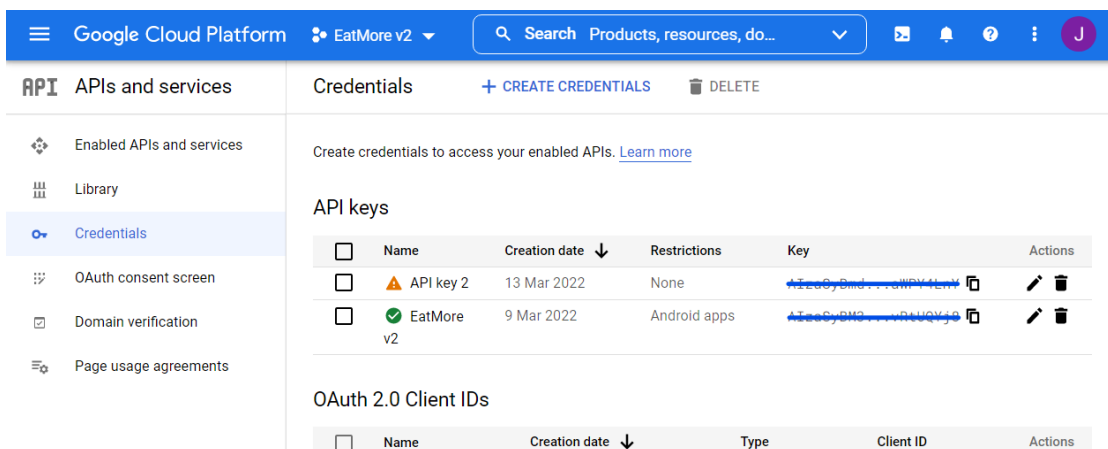 Google Cloud Platform EatMore v2 Search Products, resources, do... J
API APIs and services Credentials CREATE CREDENTIALS DELETE
Enabled APIs and services
Create credentials to access your enabled APIs. Learn more
Library
API keys
Credentials
Name Creation date Restrictions Key Actions
OAuth consent screen
API key 2 13 Mar 2022 None
Domain verification
EatMore 9 Mar 2022 Android apps
v2
Page usage agreements
OAuth 2.0 Client IDs
Name Creation date Type Client ID Actions